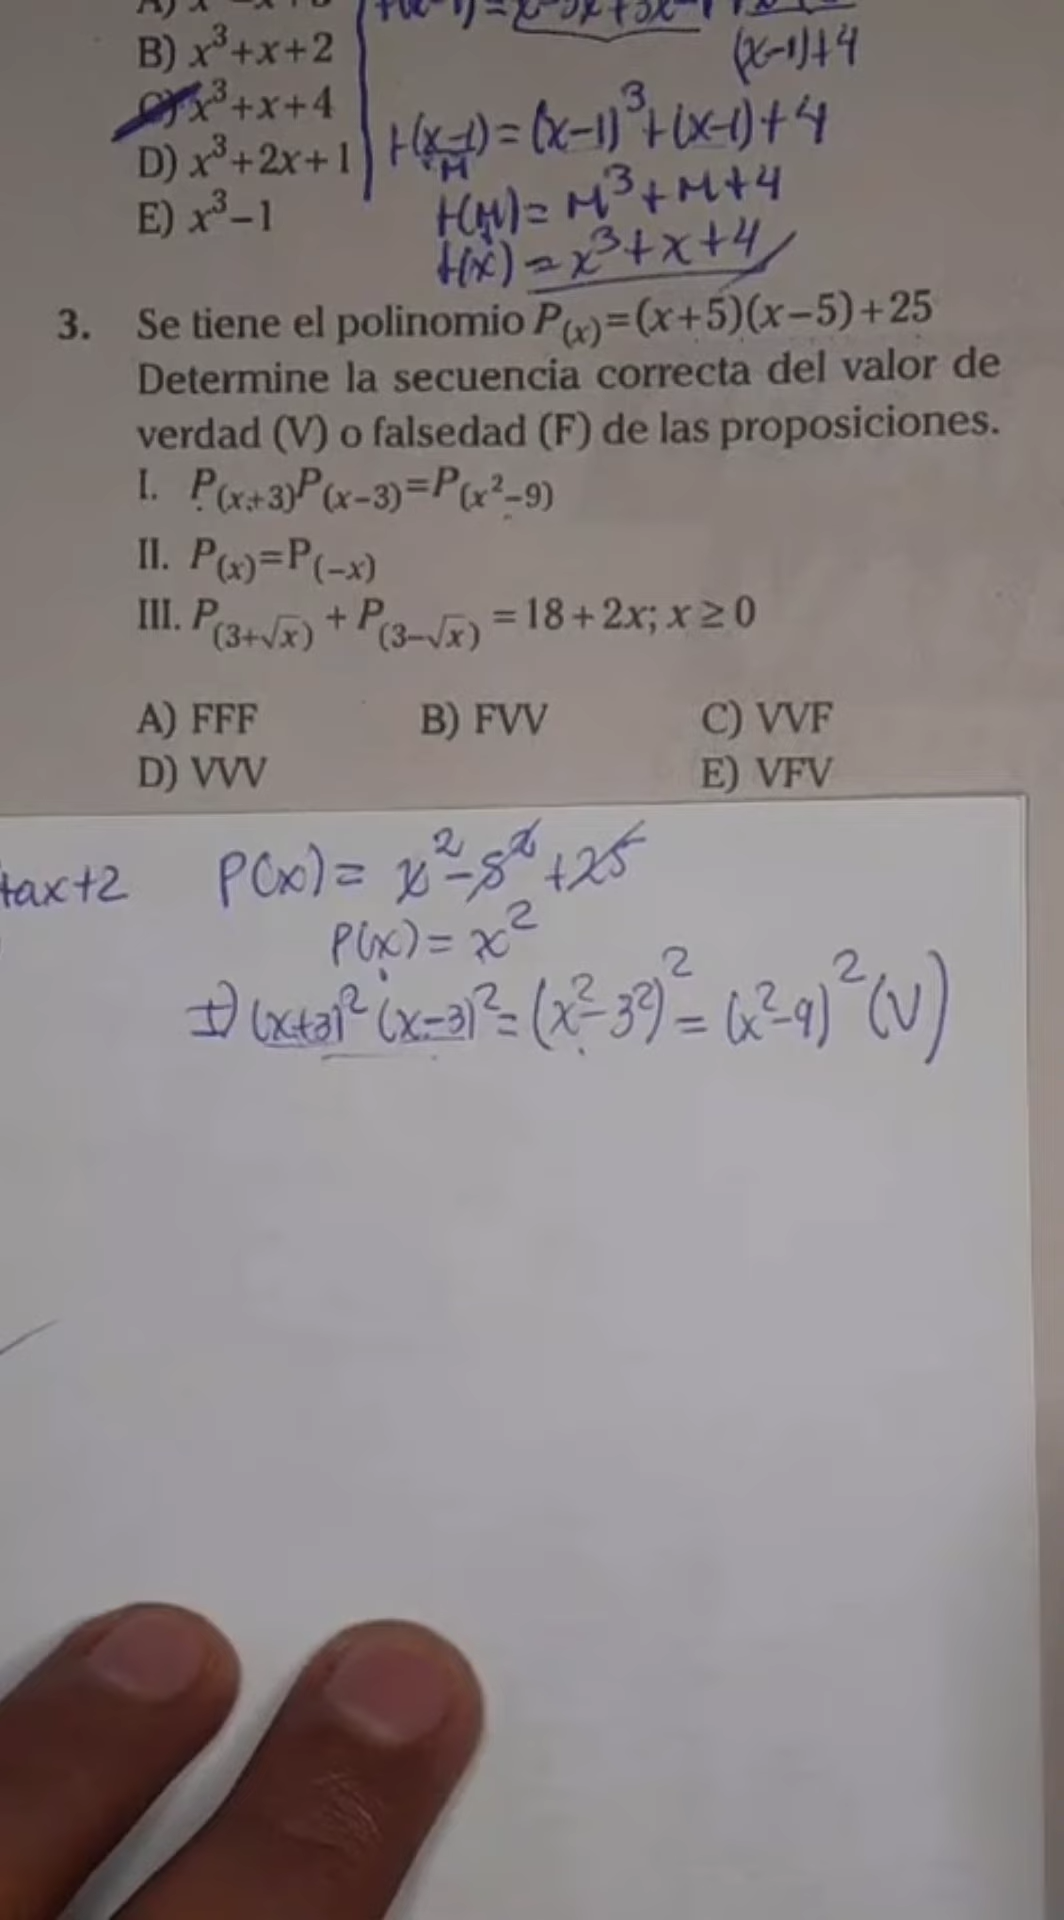 B) x³+x+2
(x-1)+4
C) x³+x+4
t(x-1) = (x-1)³+(x-1)+4
M
D) x³+2x+1
t(M) = M³+M+4
E) x³-1
t(x) = x³+x+4
3. Se tiene el polinomio P(x)=(x+5)(x-5)+25
Determine la secuencia correcta del valor de
verdad (V) o falsedad (F) de las proposiciones.
I. P(x+3)P(x-3)=P(x²-9)
II. P(x)=P(-x)
III. P(3+√x) + P(3-√x) = 18+2x; x ≥ 0
A) FFF B) FVV C) VVF
D) VVV E) VFV
+ax+2 P(x) = x²-5²+25
P(x) = x²
I) (x+3)² (x-3)² = (x²-3²)² = (x²-9)² (V)